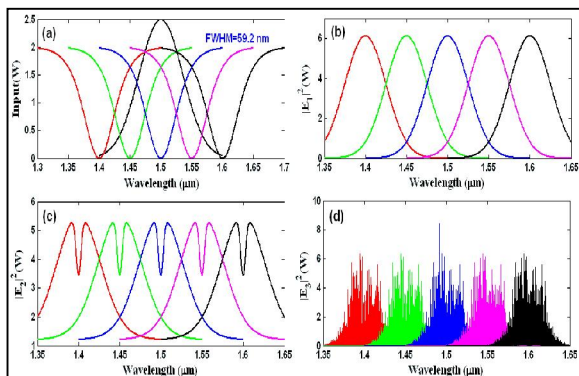 (a)
FWHM=59.2 nm
Input(W)
2.5
2
1.5
1
0.5
0
1.3 1.35 1.4 1.45 1.5 1.55 1.6 1.65 1.7
Wavelength (μm)
(b)
|E₁|² (W)
6
4
2
0
1.35 1.4 1.45 1.5 1.55 1.6 1.65
Wavelength (μm)
(c)
|E₂|² (W)
5
4
3
2
1
1.35 1.4 1.45 1.5 1.55 1.6 1.65
Wavelength (μm)
(d)
|E₃|² (W)
10
8
6
4
2
0
1.35 1.4 1.45 1.5 1.55 1.6 1.65
Wavelength (μm)